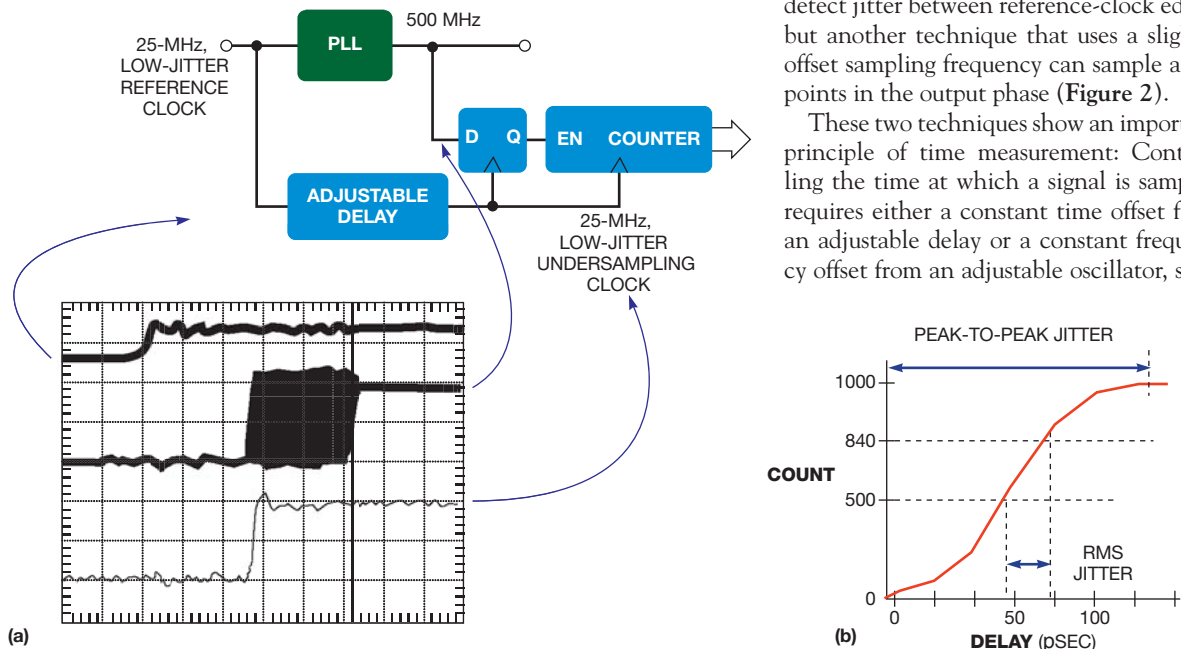 PLL
500 MHz
25-MHz,
LOW-JITTER
REFERENCE
CLOCK
D Q
EN COUNTER
ADJUSTABLE
DELAY
25-MHz,
LOW-JITTER
UNDERSAMPLING
CLOCK
(a)
detect jitter between reference-clock ed
but another technique that uses a slig
offset sampling frequency can sample a
points in the output phase (Figure 2).
These two techniques show an import
principle of time measurement: Cont
ling the time at which a signal is samp
requires either a constant time offset f
an adjustable delay or a constant frequ
cy offset from an adjustable oscillator, s
PEAK-TO-PEAK JITTER
1000
840
COUNT
500
RMS
JITTER
0
0 50 100
(b)
DELAY (pSEC)